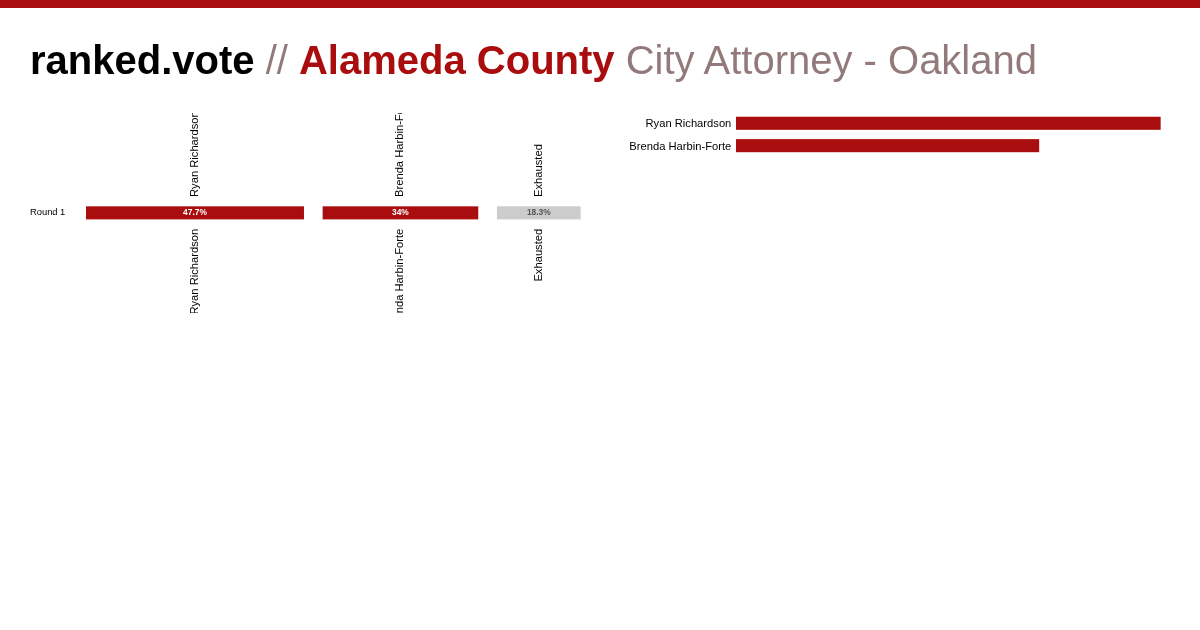 ranked.vote // Alameda County City Attorney - Oakland
Ryan Richardson
Brenda Harbin-F
Exhausted
Round 1
47.7%
34%
18.3%
Ryan Richardson
nda Harbin-Forte
Exhausted
Ryan Richardson
Brenda Harbin-Forte